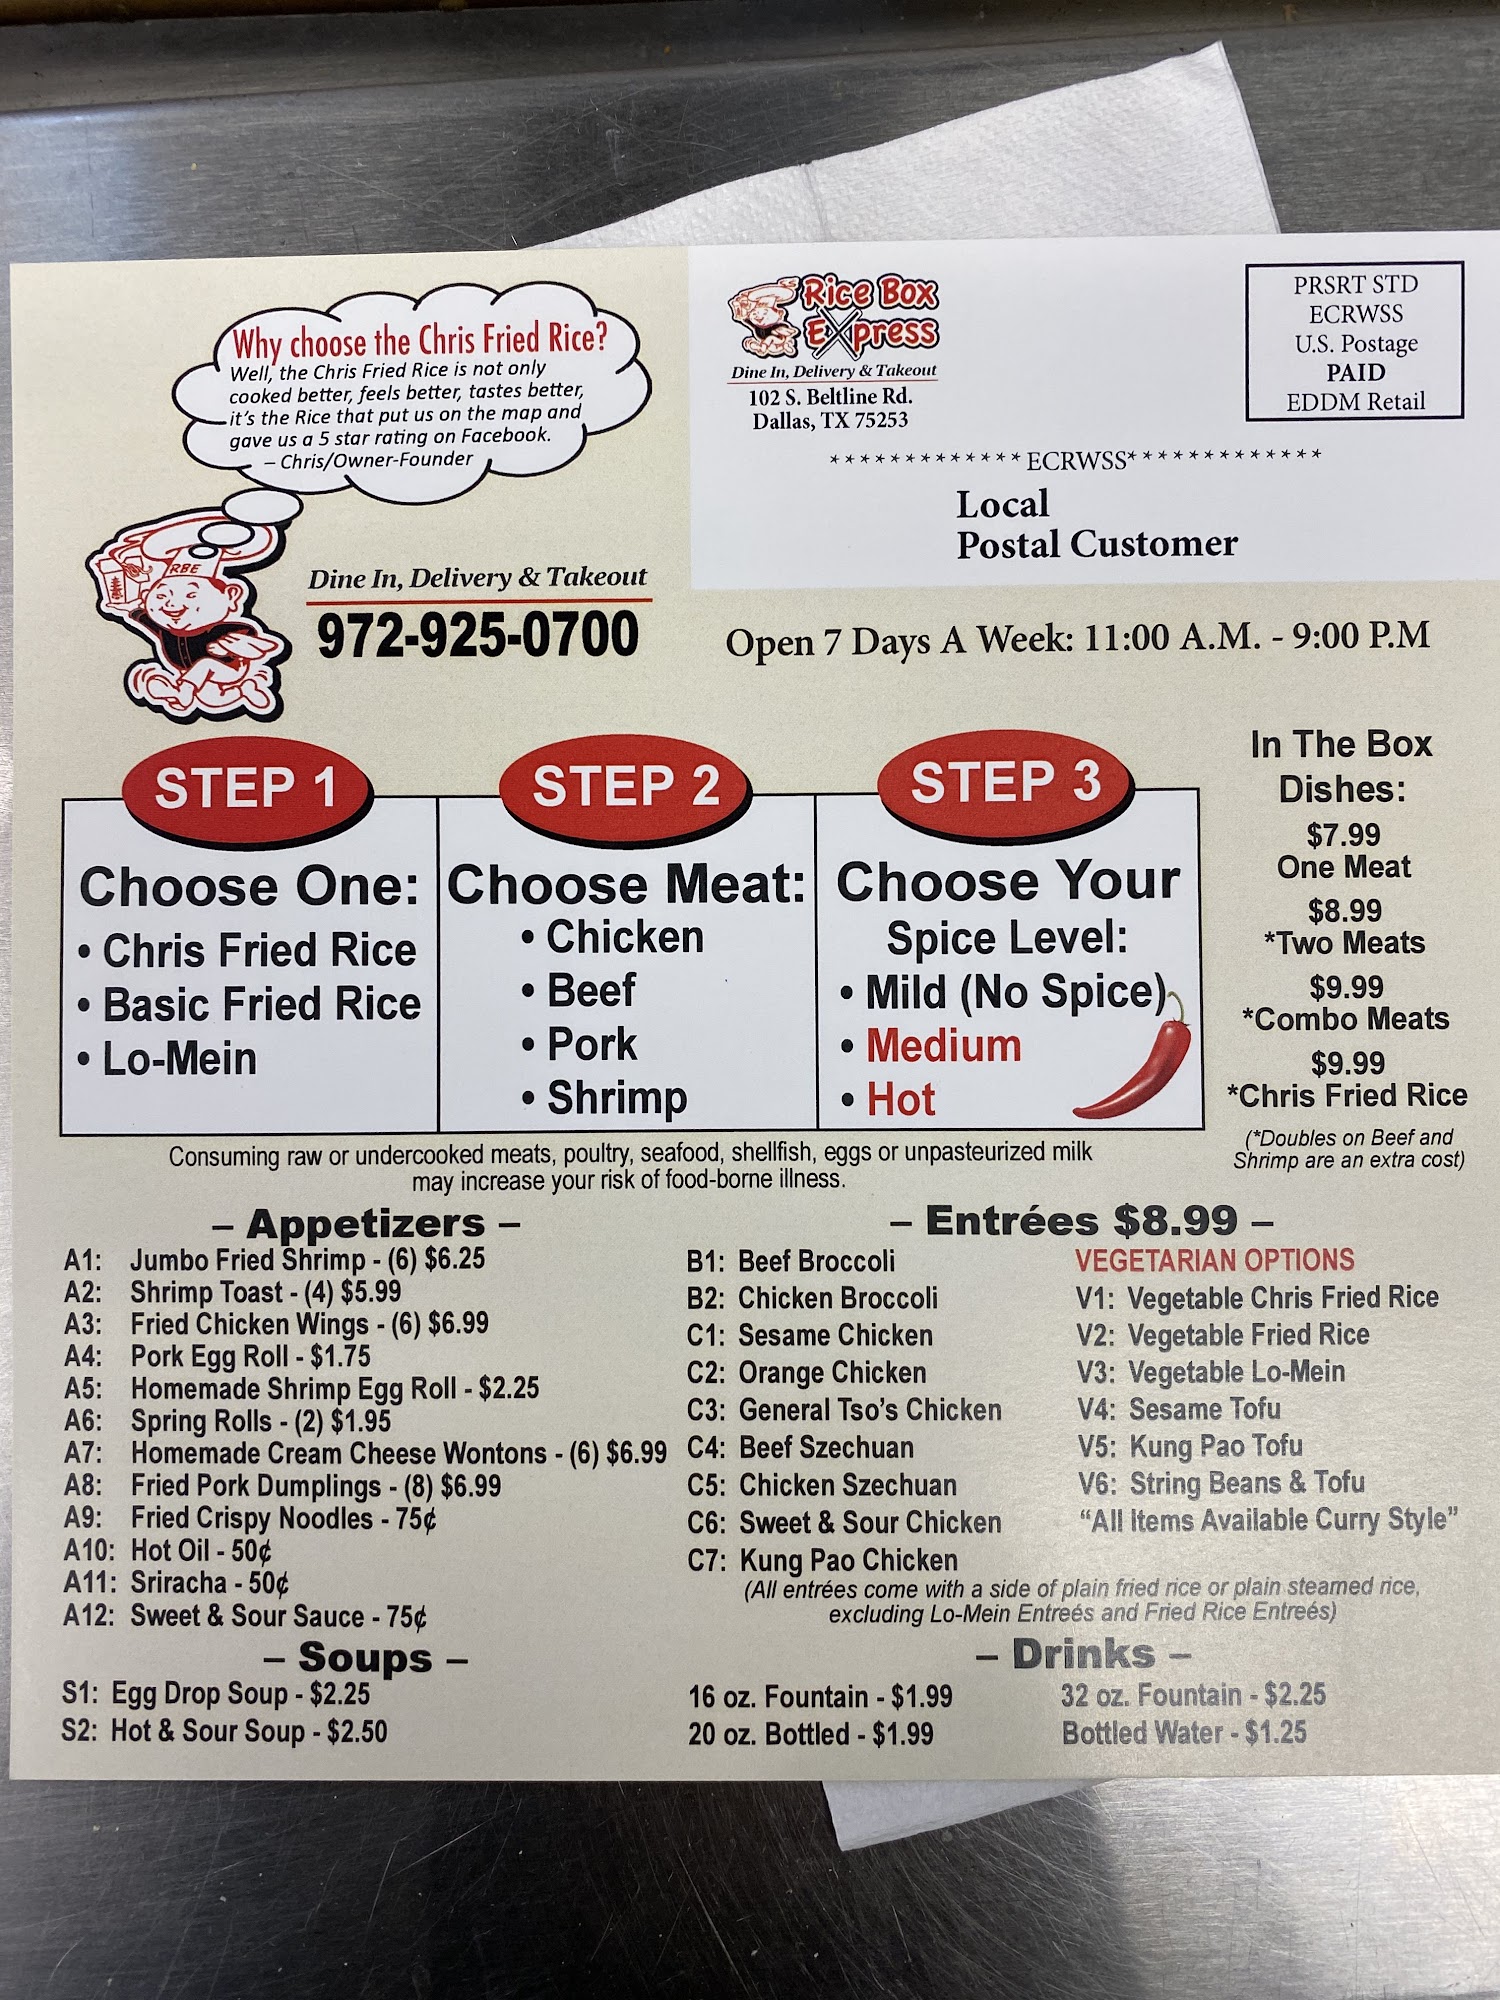 Why choose the Chris Fried Rice?
Well, the Chris Fried Rice is not only
cooked better, feels better, tastes better,
it's the Rice that put us on the map and
gave us a 5 star rating on Facebook.
– Chris/Owner-Founder
RBE
Dine In, Delivery & Takeout
972-925-0700
Rice Box
Express
Dine In, Delivery & Takeout
102 S. Beltline Rd.
Dallas, TX 75253
PRSRT STD
ECRWSS
U.S. Postage
PAID
EDDM Retail
*************ECRWSS*************
Local
Postal Customer
Open 7 Days A Week: 11:00 A.M. - 9:00 P.M
STEP 1
Choose One:
• Chris Fried Rice
• Basic Fried Rice
• Lo-Mein
STEP 2
Choose Meat:
• Chicken
• Beef
• Pork
• Shrimp
STEP 3
Choose Your
Spice Level:
• Mild (No Spice)
• Medium
• Hot
In The Box
Dishes:
$7.99
One Meat
$8.99
*Two Meats
$9.99
*Combo Meats
$9.99
*Chris Fried Rice
(*Doubles on Beef and
Shrimp are an extra cost)
Consuming raw or undercooked meats, poultry, seafood, shellfish, eggs or unpasteurized milk
may increase your risk of food-borne illness.
– Appetizers –
A1: Jumbo Fried Shrimp - (6) $6.25
A2: Shrimp Toast - (4) $5.99
A3: Fried Chicken Wings - (6) $6.99
A4: Pork Egg Roll - $1.75
A5: Homemade Shrimp Egg Roll - $2.25
A6: Spring Rolls - (2) $1.95
A7: Homemade Cream Cheese Wontons - (6) $6.99
A8: Fried Pork Dumplings - (8) $6.99
A9: Fried Crispy Noodles - 75¢
A10: Hot Oil - 50¢
A11: Sriracha - 50¢
A12: Sweet & Sour Sauce - 75¢
– Soups –
S1: Egg Drop Soup - $2.25
S2: Hot & Sour Soup - $2.50
– Entrées $8.99 –
B1: Beef Broccoli
B2: Chicken Broccoli
C1: Sesame Chicken
C2: Orange Chicken
C3: General Tso's Chicken
C4: Beef Szechuan
C5: Chicken Szechuan
C6: Sweet & Sour Chicken
C7: Kung Pao Chicken
VEGETARIAN OPTIONS
V1: Vegetable Chris Fried Rice
V2: Vegetable Fried Rice
V3: Vegetable Lo-Mein
V4: Sesame Tofu
V5: Kung Pao Tofu
V6: String Beans & Tofu
“All Items Available Curry Style”
(All entrées come with a side of plain fried rice or plain steamed rice,
excluding Lo-Mein Entreés and Fried Rice Entreés)
– Drinks –
16 oz. Fountain - $1.99
20 oz. Bottled - $1.99
32 oz. Fountain - $2.25
Bottled Water - $1.25